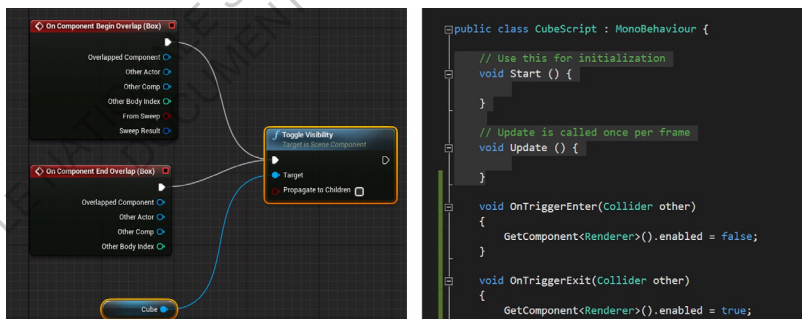 On Component Begin Overlap (Box)
Overlapped Component
Other Actor
Other Comp
Other Body Index
From Sweep
Sweep Result
On Component End Overlap (Box)
Overlapped Component
Other Actor
Other Comp
Other Body Index
f Toggle Visibility
Target is Scene Component
Target
Propagate to Children
Cube
public class CubeScript : MonoBehaviour {
// Use this for initialization
void Start () {
}
// Update is called once per frame
void Update () {
}
void OnTriggerEnter(Collider other)
{
GetComponent<Renderer>().enabled = false;
}
void OnTriggerExit(Collider other)
{
GetComponent<Renderer>().enabled = true;